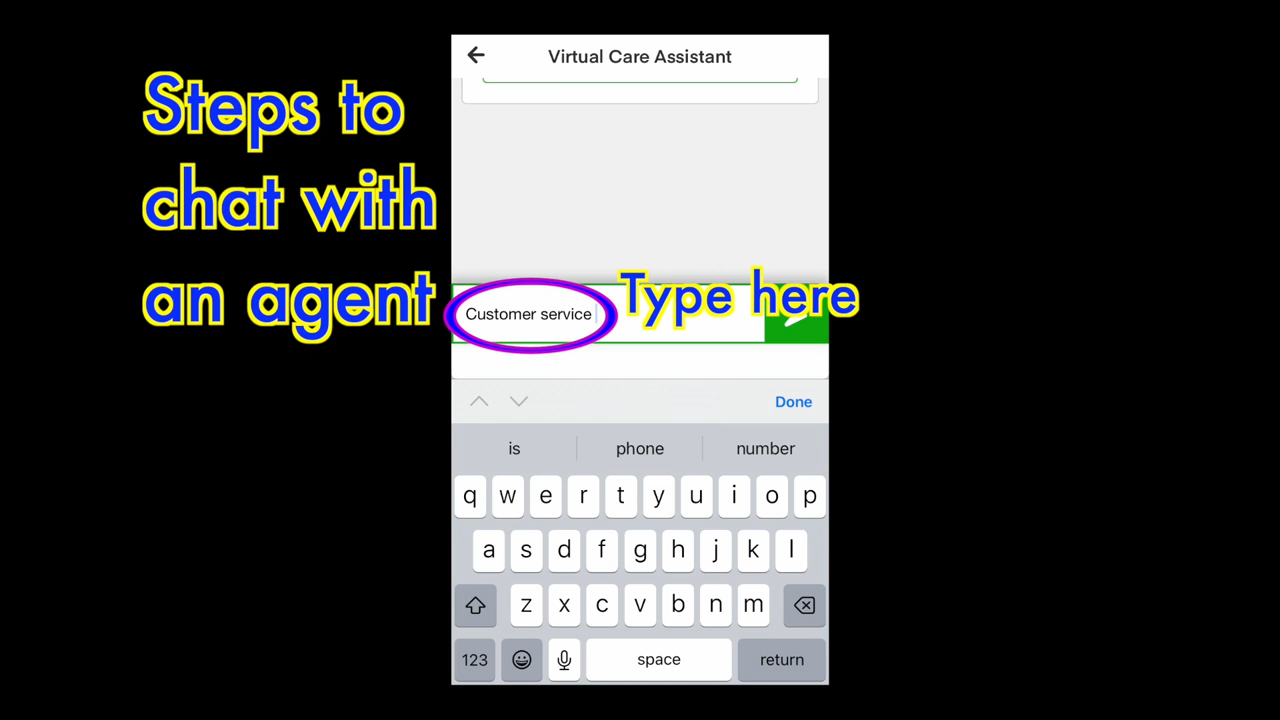 Virtual Care Assistant
Steps to
chat with
an agent
Customer service
Type here
Done
is phone number
q w e r t y u i o p
a s d f g h j k l
z x c v b n m
123 space return